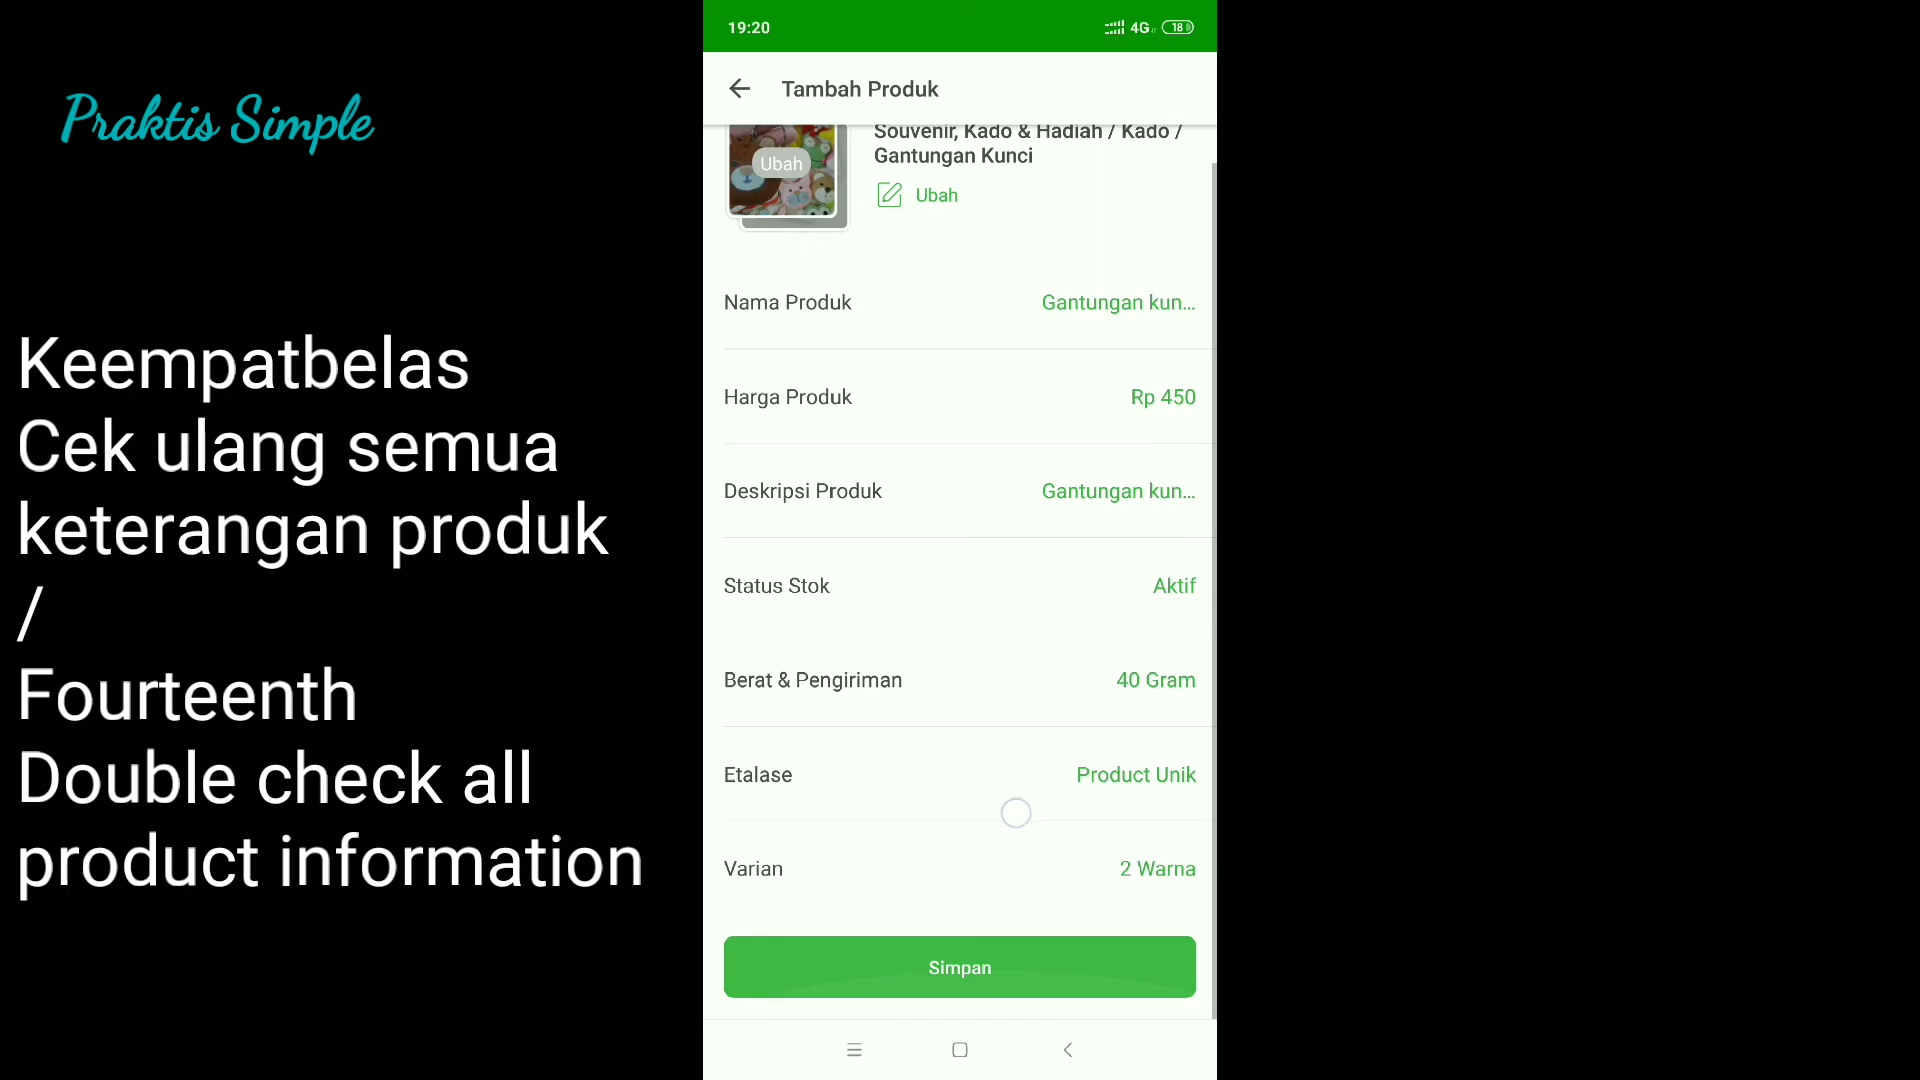 Praktis Simple
Keempatbelas
Cek ulang semua
keterangan produk
/
Fourteenth
Double check all
product information
19:20
4G
18
Tambah Produk
Souvenir, Kado & Hadiah / Kado /
Gantungan Kunci
Ubah
Ubah
Nama Produk Gantungan kun...
Harga Produk Rp 450
Deskripsi Produk Gantungan kun...
Status Stok Aktif
Berat & Pengiriman 40 Gram
Etalase Product Unik
Varian 2 Warna
Simpan